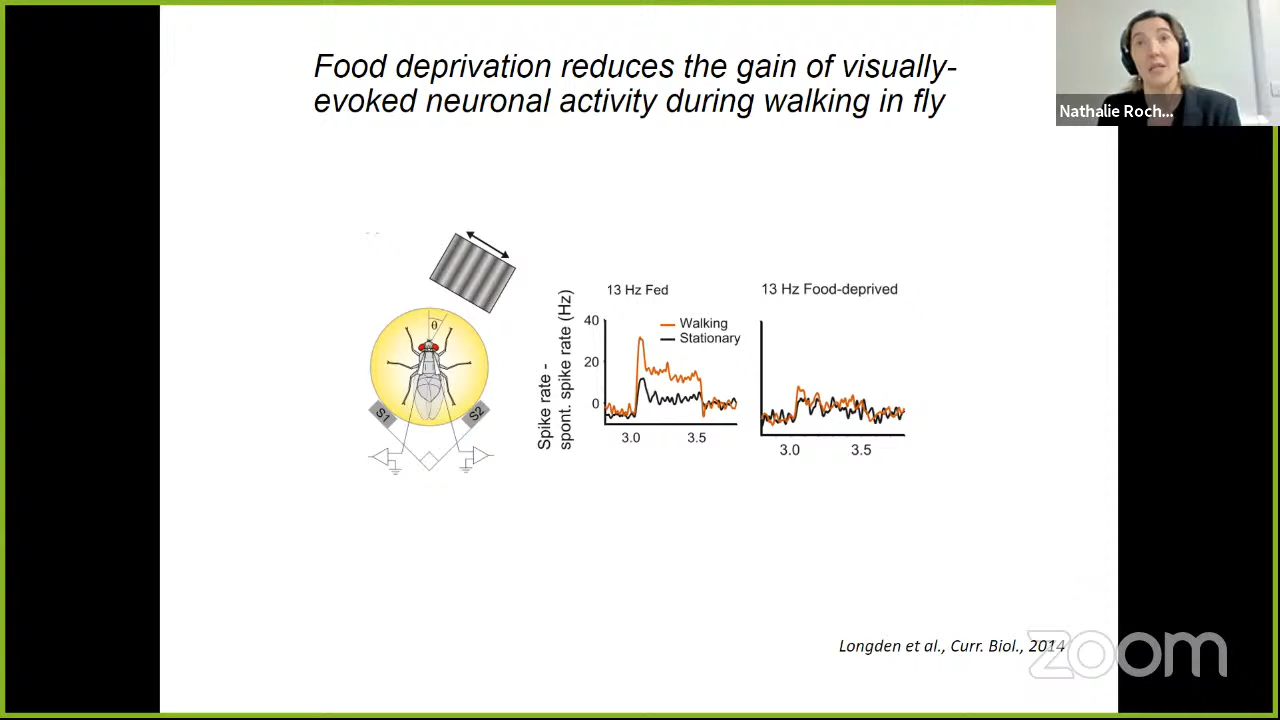 Food deprivation reduces the gain of visually-
evoked neuronal activity during walking in fly
Nathalie Roch...
θ
S1
S2
Spike rate -
spont. spike rate (Hz)
13 Hz Fed
40
20
0
Walking
Stationary
3.0
3.5
13 Hz Food-deprived
3.0
3.5
Longden et al., Curr. Biol., 2014
zoom